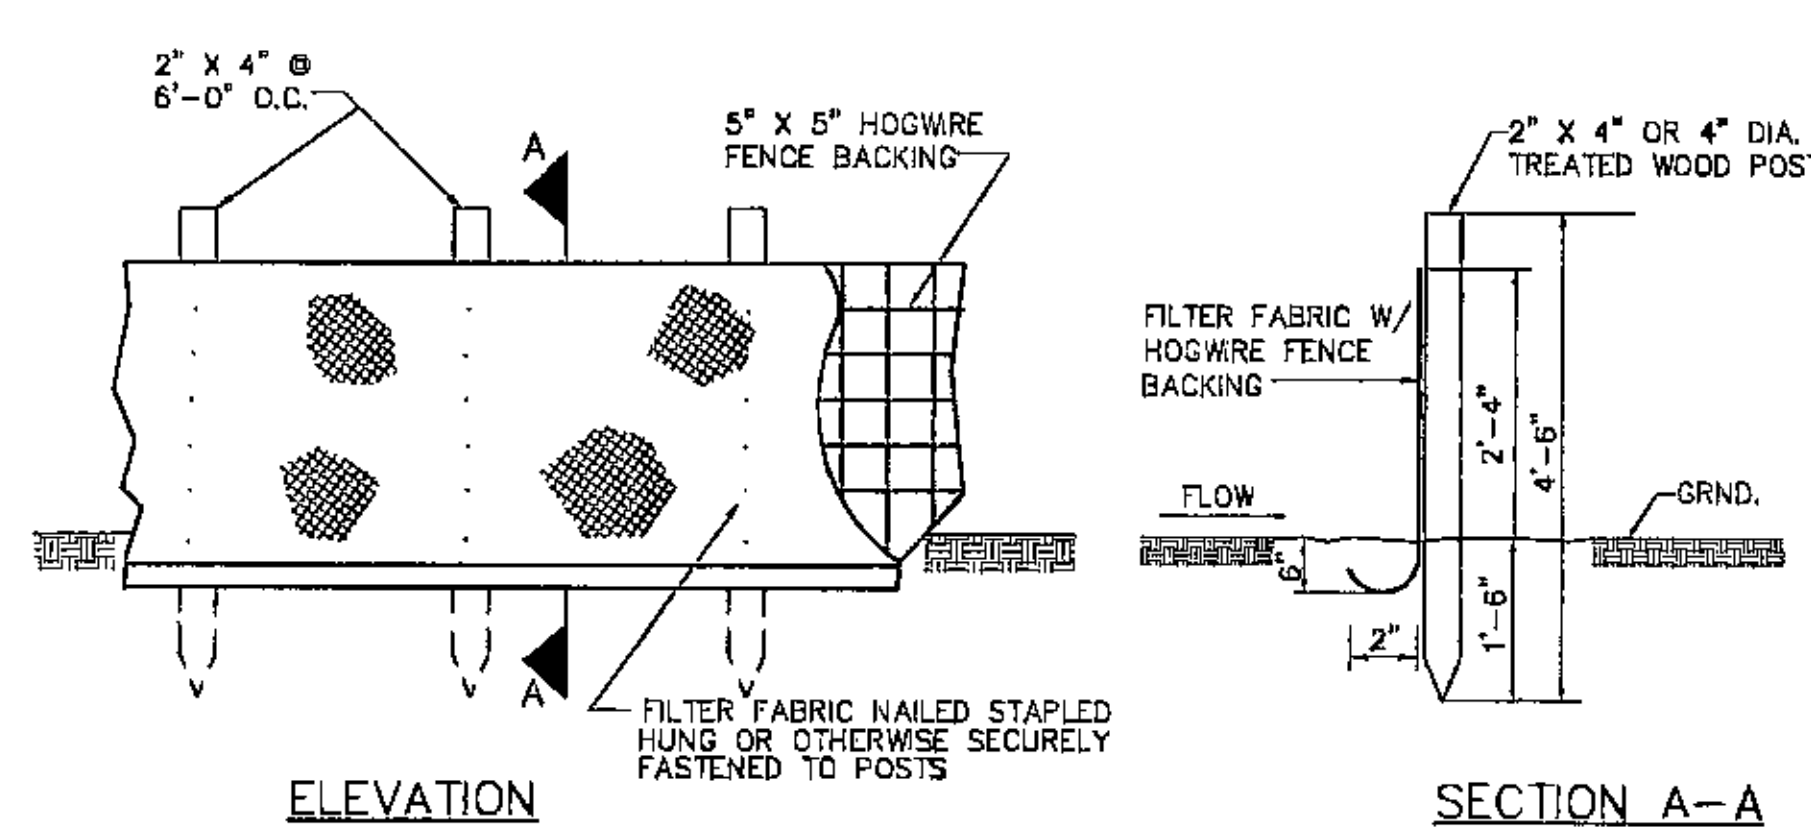 2" X 4" @
6'-0" O.C.
A
5" X 5" HOGWIRE
FENCE BACKING
A
FILTER FABRIC NAILED STAPLED
HUNG OR OTHERWISE SECURELY
FASTENED TO POSTS
ELEVATION
2" X 4" OR 4" DIA.
TREATED WOOD POST
FILTER FABRIC W/
HOGWIRE FENCE
BACKING
2'-4"
4'-6"
FLOW
GRND.
6"
2"
1'-6"
SECTION A-A